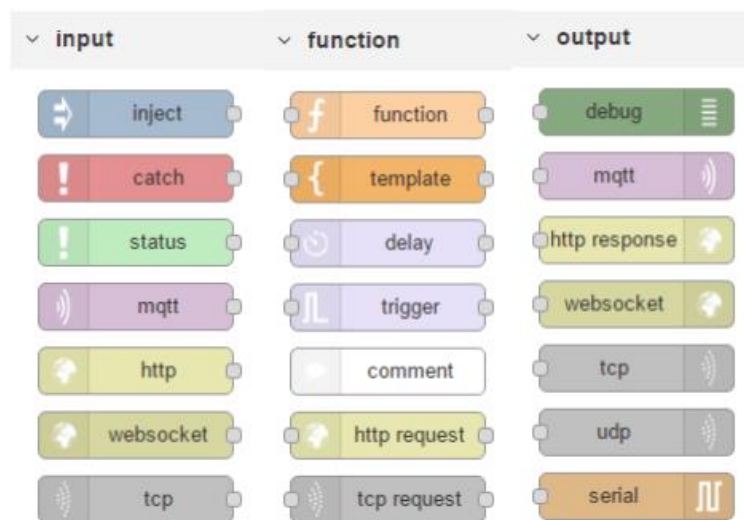 input
inject
catch
status
mqtt
http
websocket
tcp
function
function
template
delay
trigger
comment
http request
tcp request
output
debug
mqtt
http response
websocket
tcp
udp
serial